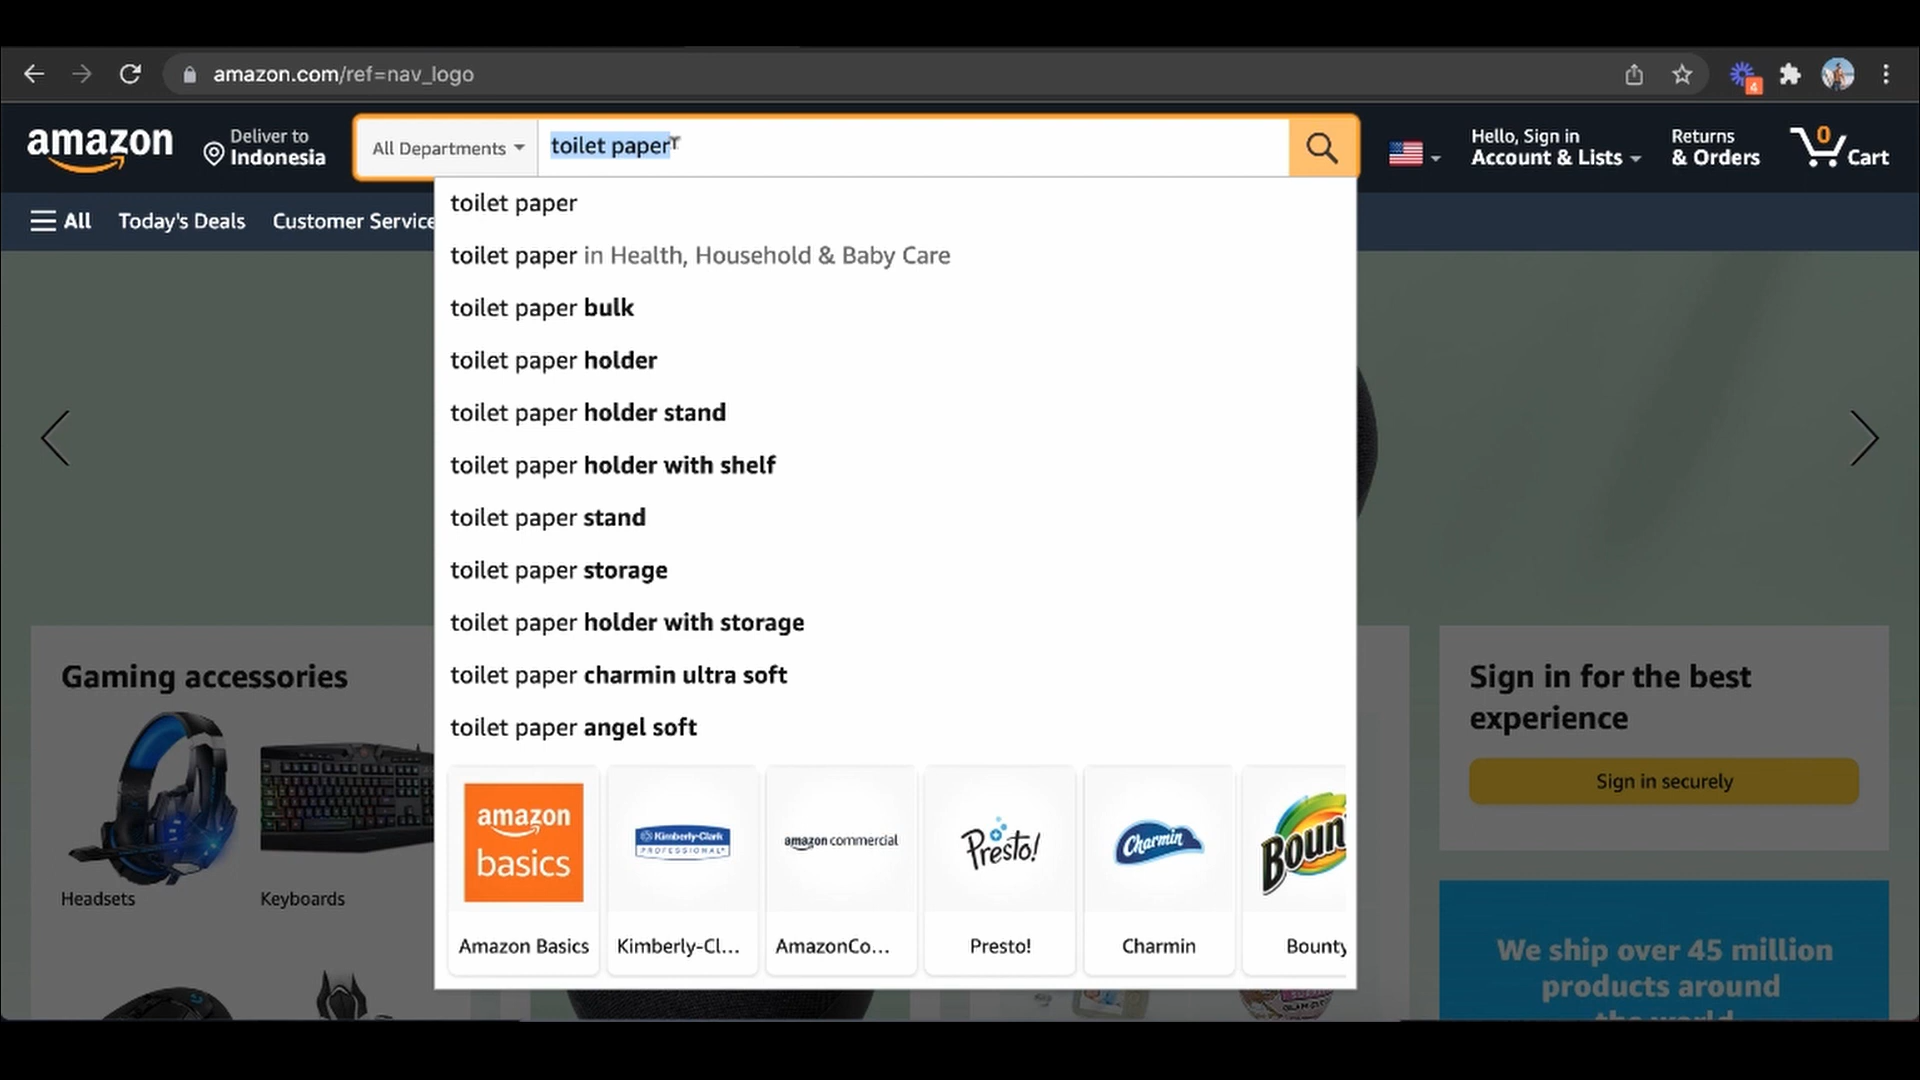 amazon.com/ref=nav_logo
4
amazon
Deliver to
Indonesia
All Departments
toilet paper
Hello, Sign in
Account & Lists
Returns
& Orders
0
Cart
All
Today's Deals
Customer Service
toilet paper
toilet paper in Health, Household & Baby Care
toilet paper bulk
toilet paper holder
toilet paper holder stand
toilet paper holder with shelf
toilet paper stand
toilet paper storage
toilet paper holder with storage
toilet paper charmin ultra soft
toilet paper angel soft
amazon
basics
Kimberly-Clark
PROFESSIONAL
amazon commercial
Presto!
Charmin
Boun
Amazon Basics
Kimberly-Cl...
AmazonCo...
Presto!
Charmin
Bounty
Gaming accessories
Headsets
Keyboards
Sign in for the best
experience
Sign in securely
We ship over 45 million
products around
the world